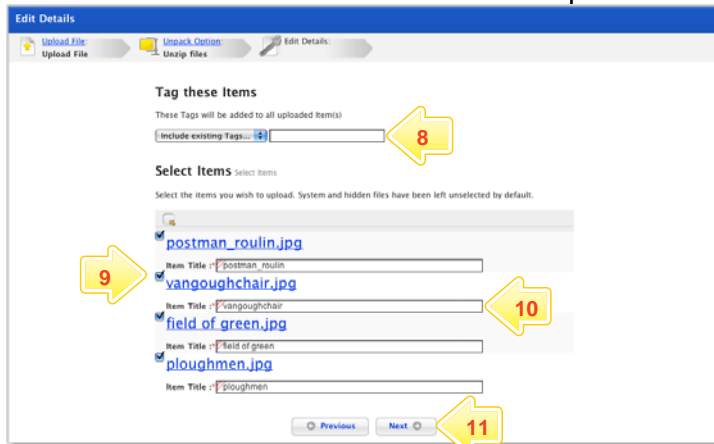 Edit Details
Upload File: Unpack Option: Edit Details:
Upload File Unzip files
Tag these Items
These Tags will be added to all uploaded Item(s)
Include existing Tags...
8
Select Items Select Items
Select the items you wish to upload. System and hidden files have been left unselected by default.
postman_roulin.jpg
Item Title :* postman_roulin
9
vangoughchair.jpg
Item Title :* vangoughchair
10
field of green.jpg
Item Title :* field of green
ploughmen.jpg
Item Title :* ploughmen
Previous Next 11